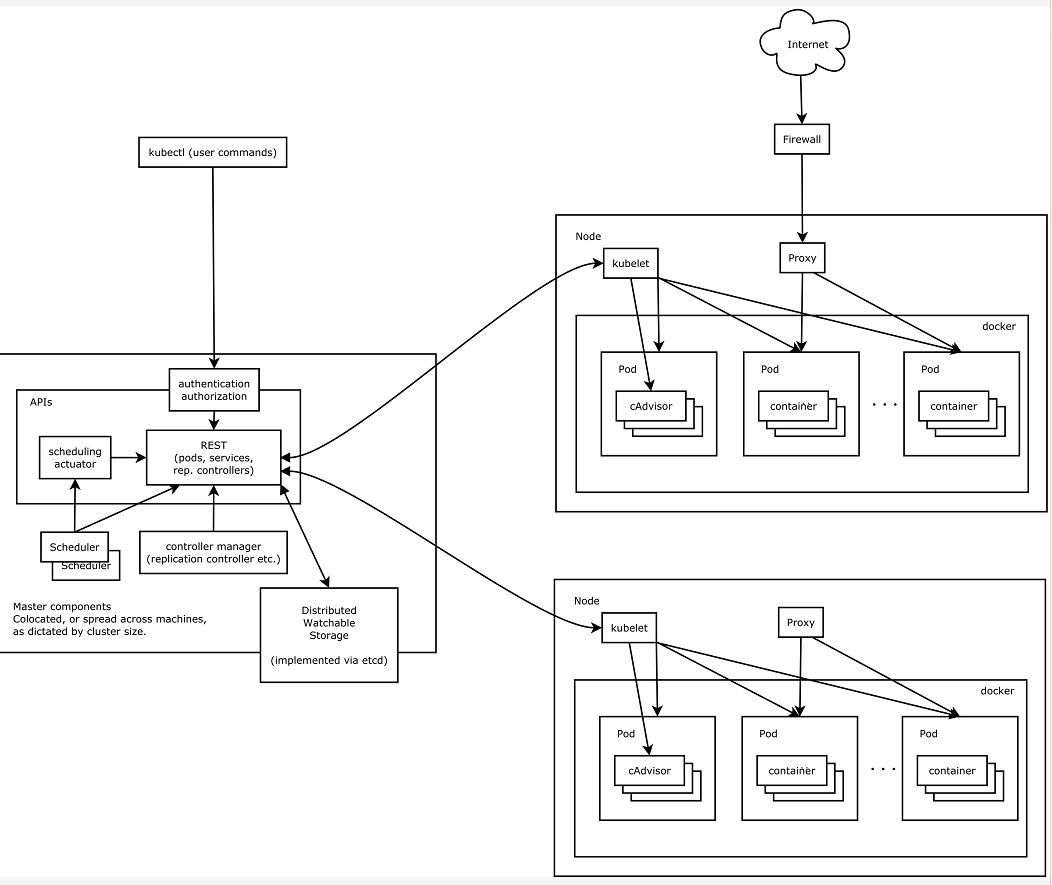 Internet
Firewall
kubectl (user commands)
Node
kubelet
Proxy
docker
Pod
cAdvisor
Pod
container
. . .
Pod
container
authentication
authorization
APIs
REST
(pods, services,
rep. controllers)
scheduling
actuator
Scheduler
Scheduler
controller manager
(replication controller etc.)
Master components
Colocated, or spread across machines,
as dictated by cluster size.
Distributed
Watchable
Storage
(implemented via etcd)
Node
kubelet
Proxy
docker
Pod
cAdvisor
Pod
container
. . .
Pod
container